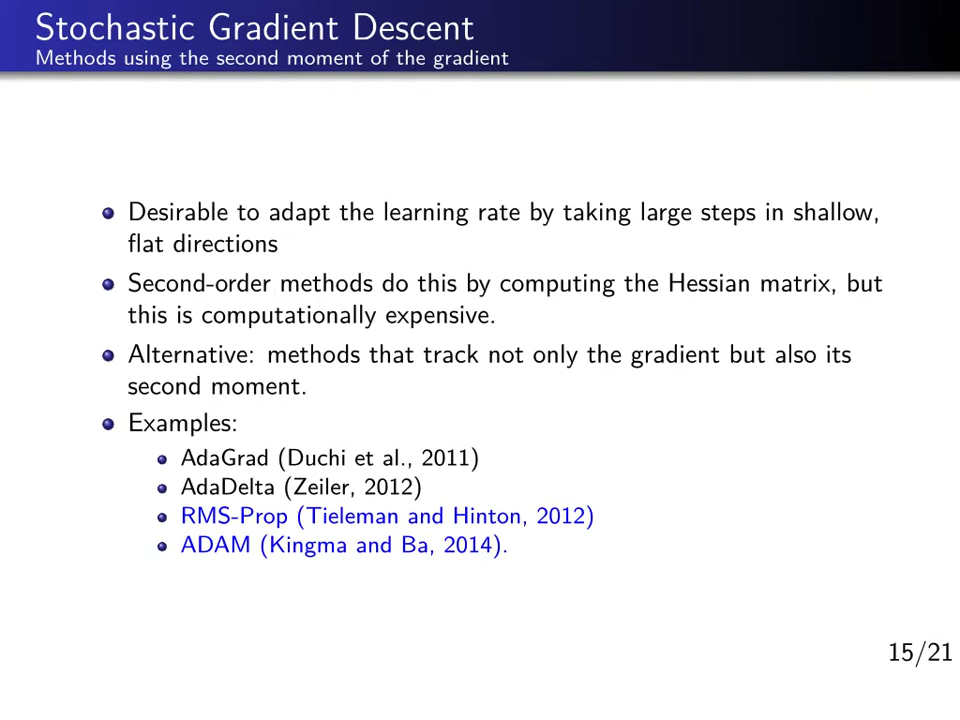 Stochastic Gradient Descent
Methods using the second moment of the gradient
Desirable to adapt the learning rate by taking large steps in shallow,
flat directions
Second-order methods do this by computing the Hessian matrix, but
this is computationally expensive.
Alternative: methods that track not only the gradient but also its
second moment.
Examples:
AdaGrad (Duchi et al., 2011)
AdaDelta (Zeiler, 2012)
RMS-Prop (Tieleman and Hinton, 2012)
ADAM (Kingma and Ba, 2014).
15/21